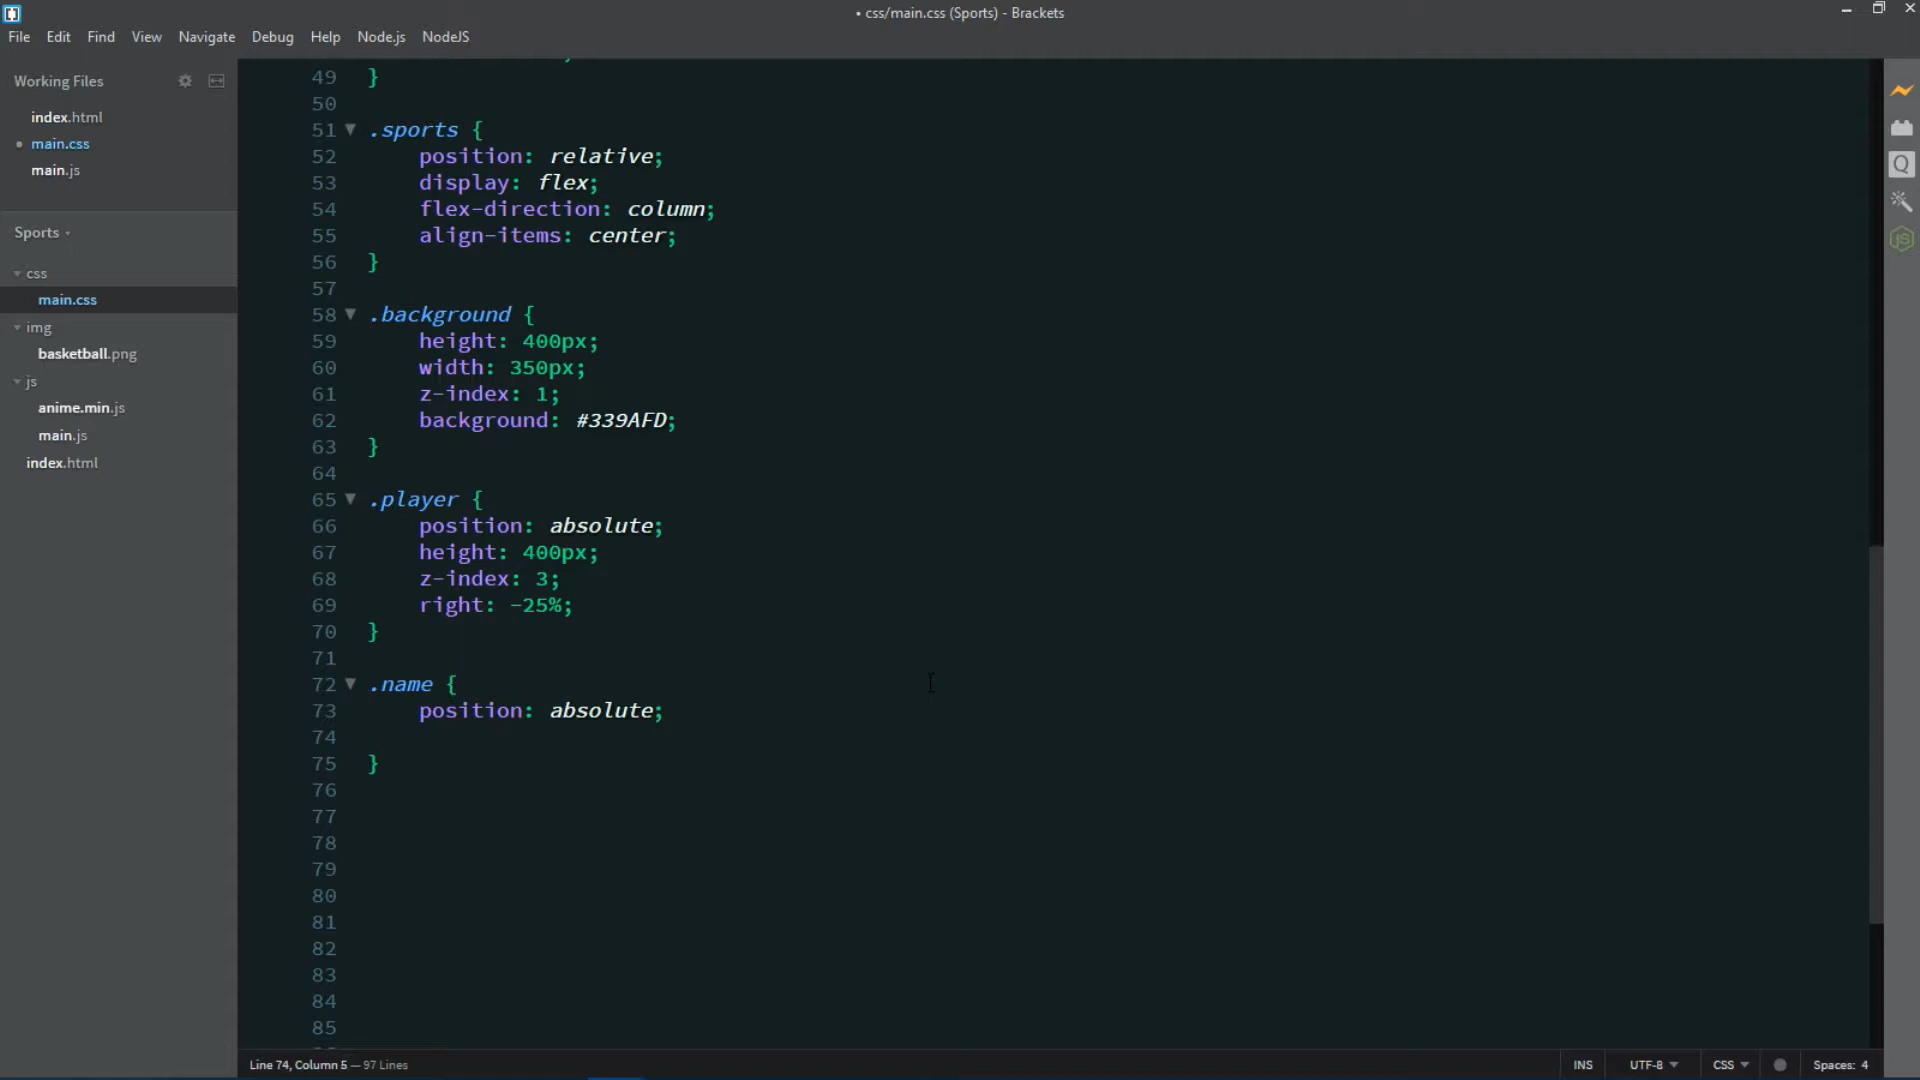 • css/main.css (Sports) - Brackets
File Edit Find View Navigate Debug Help Node.js NodeJS
Working Files
index.html
• main.css
main.js
Sports
css
main.css
img
basketball.png
js
anime.min.js
main.js
index.html
49 }
50
51 .sports {
52 position: relative;
53 display: flex;
54 flex-direction: column;
55 align-items: center;
56 }
57
58 .background {
59 height: 400px;
60 width: 350px;
61 z-index: 1;
62 background: #339AFD;
63 }
64
65 .player {
66 position: absolute;
67 height: 400px;
68 z-index: 3;
69 right: -25%;
70 }
71
72 .name {
73 position: absolute;
74
75 }
76
77
78
79
80
81
82
83
84
85
Line 74, Column 5 — 97 Lines
INS UTF-8 CSS Spaces: 4